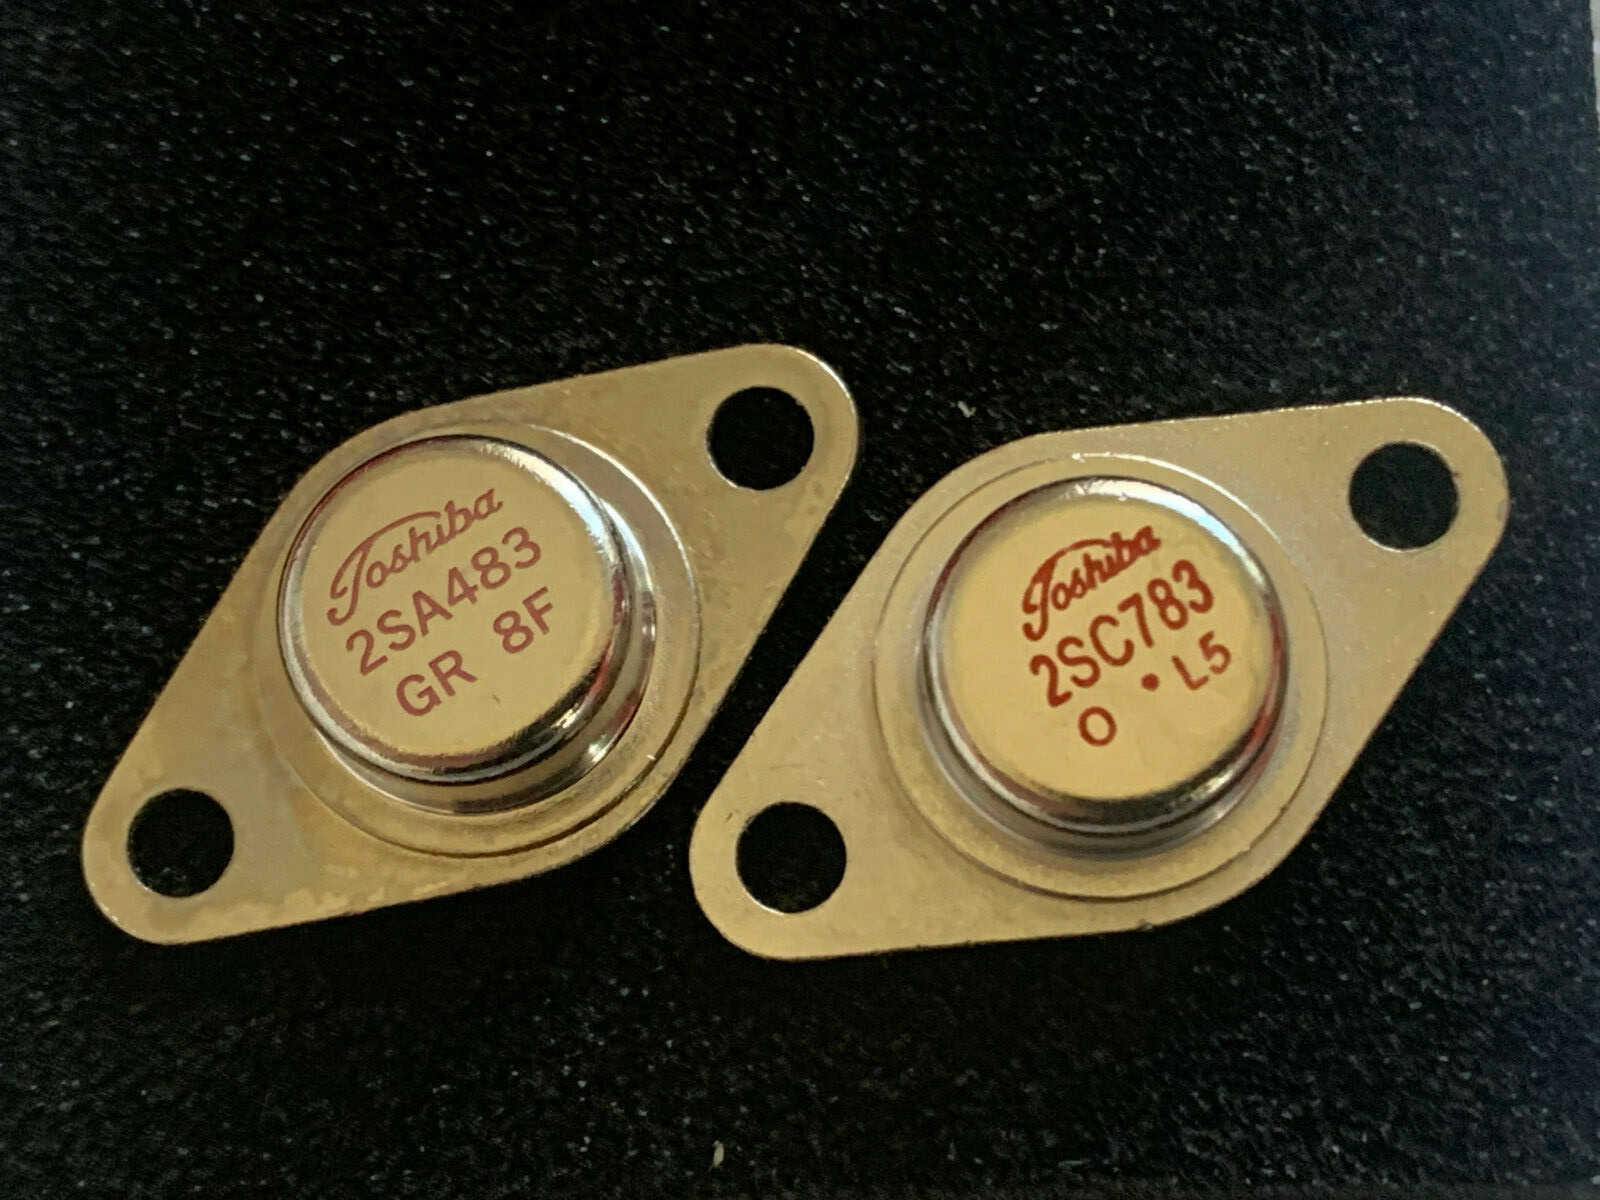 Toshiba
2SA483
GR 8F
Toshiba
2SC783
• L5
O